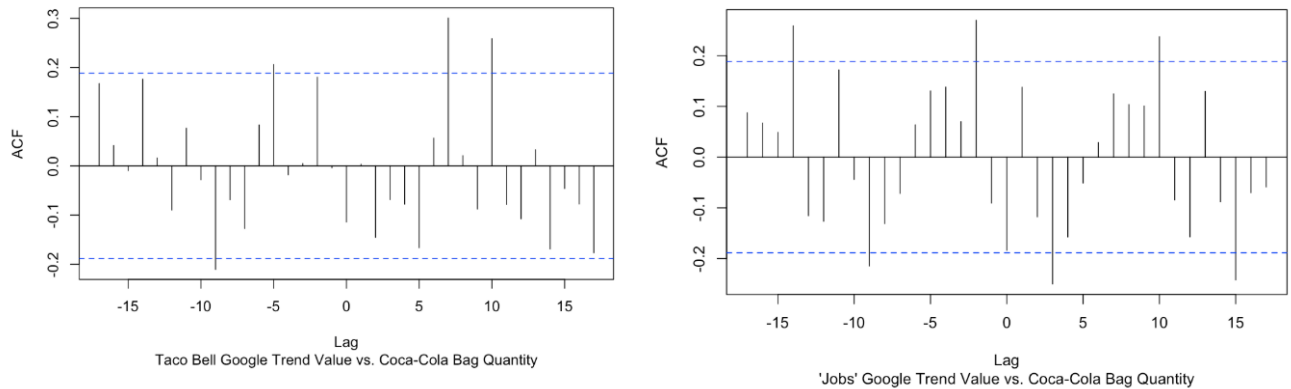 ACF
0.3
0.2
0.1
0.0
-0.1
-0.2
-15 -10 -5 0 5 10 15
Lag
Taco Bell Google Trend Value vs. Coca-Cola Bag Quantity
ACF
0.2
0.1
0.0
-0.1
-0.2
-15 -10 -5 0 5 10 15
Lag
'Jobs' Google Trend Value vs. Coca-Cola Bag Quantity